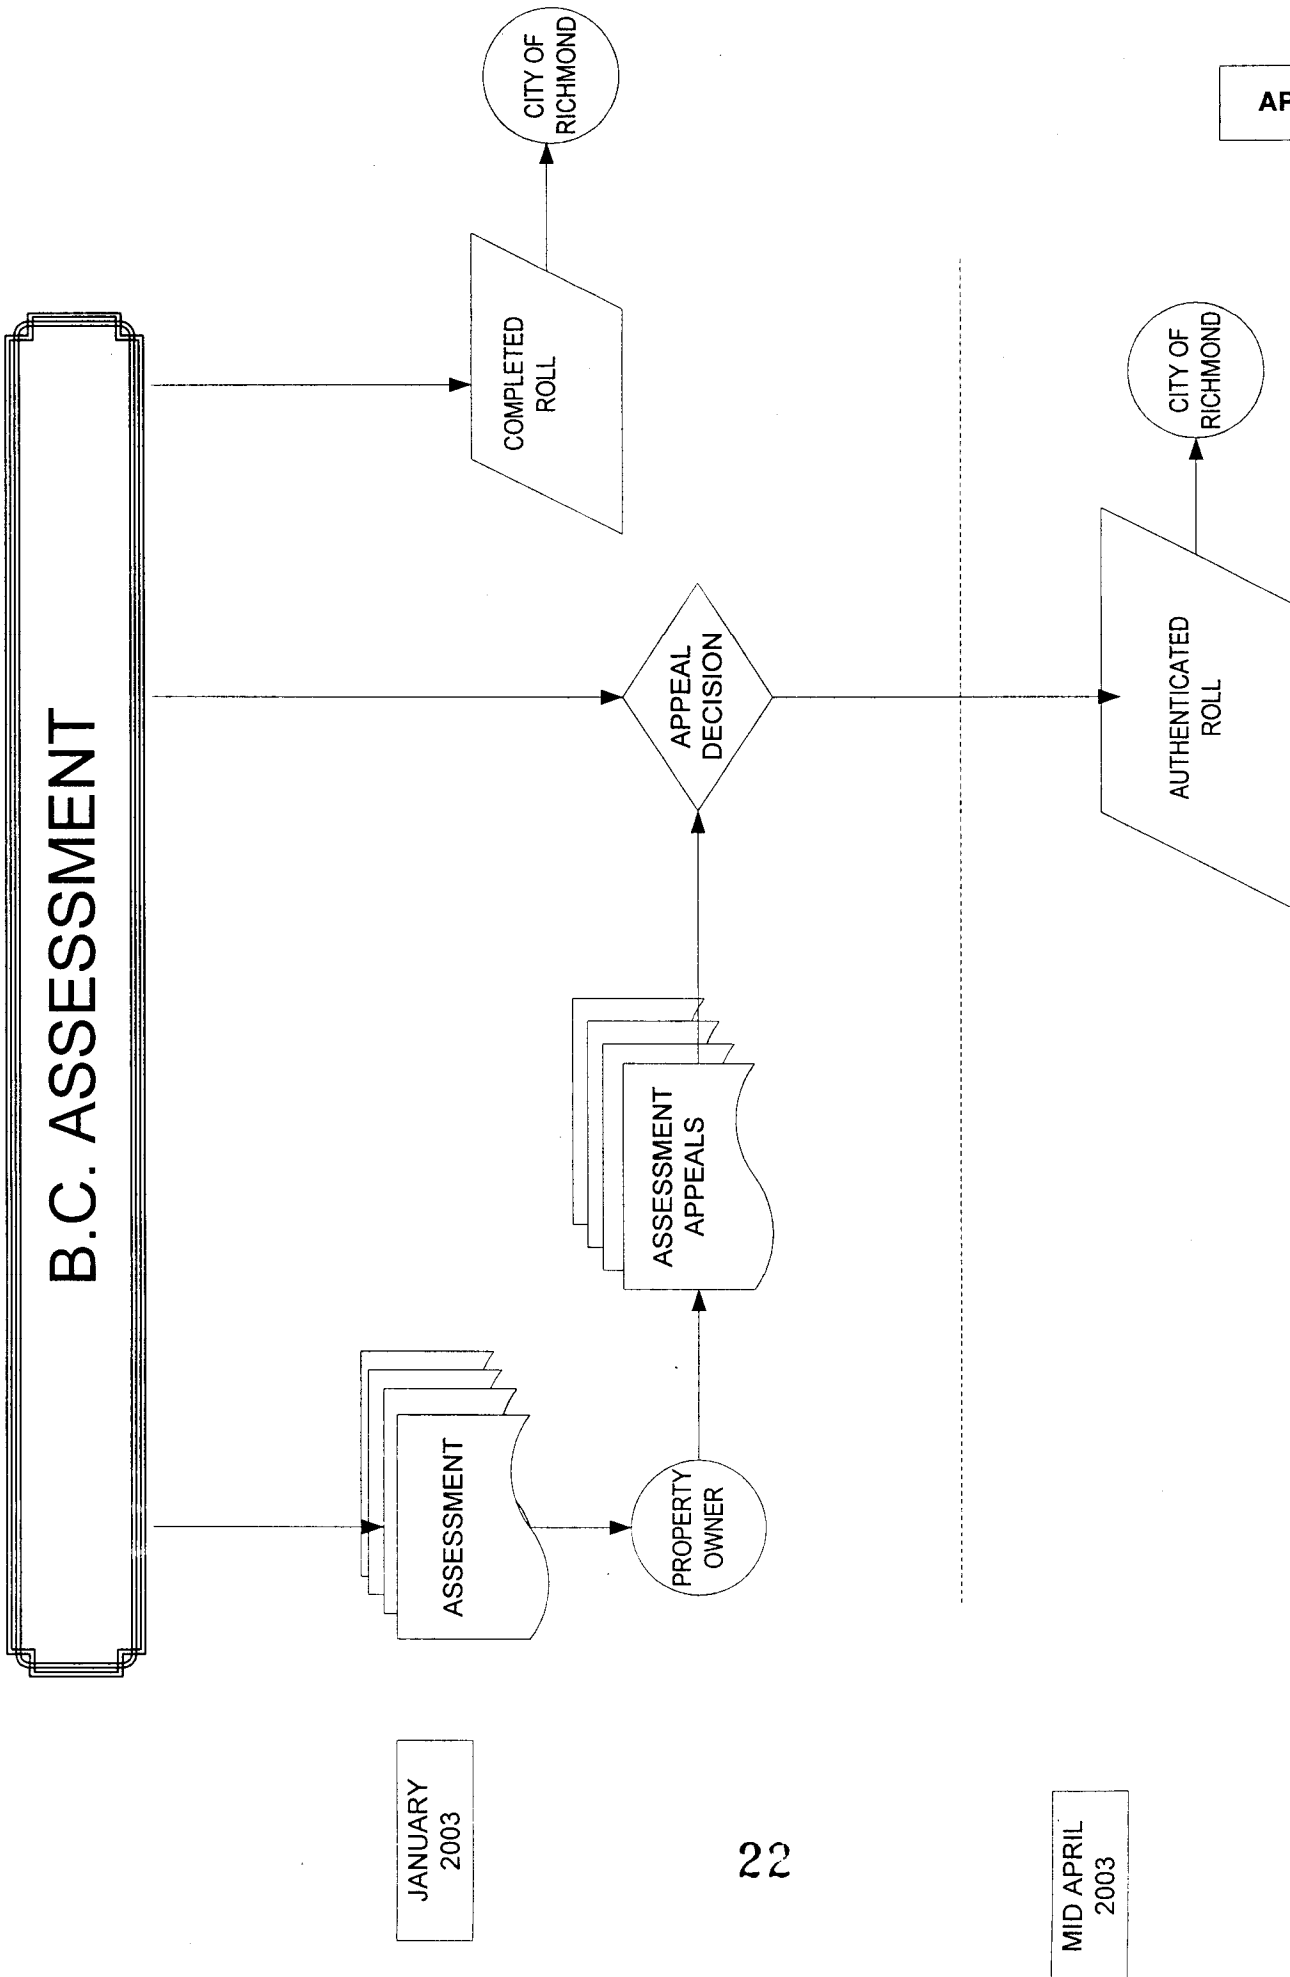 B.C. ASSESSMENT
JANUARY
2003
ASSESSMENT
COMPLETED
ROLL
CITY OF
RICHMOND
PROPERTY
OWNER
ASSESSMENT
APPEALS
APPEAL
DECISION
MID APRIL
2003
AUTHENTICATED
ROLL
CITY OF
RICHMOND
22